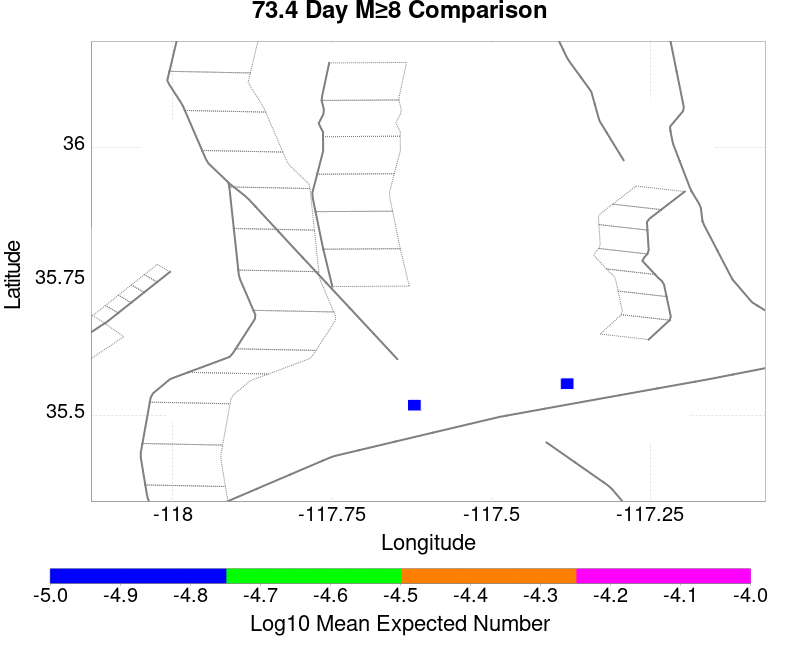 73.4 Day M≥8 Comparison
36
35.75
35.5
Latitude
-118 -117.75 -117.5 -117.25
Longitude
-5.0 -4.9 -4.8 -4.7 -4.6 -4.5 -4.4 -4.3 -4.2 -4.1 -4.0
Log10 Mean Expected Number